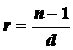 r = (n − 1) / d